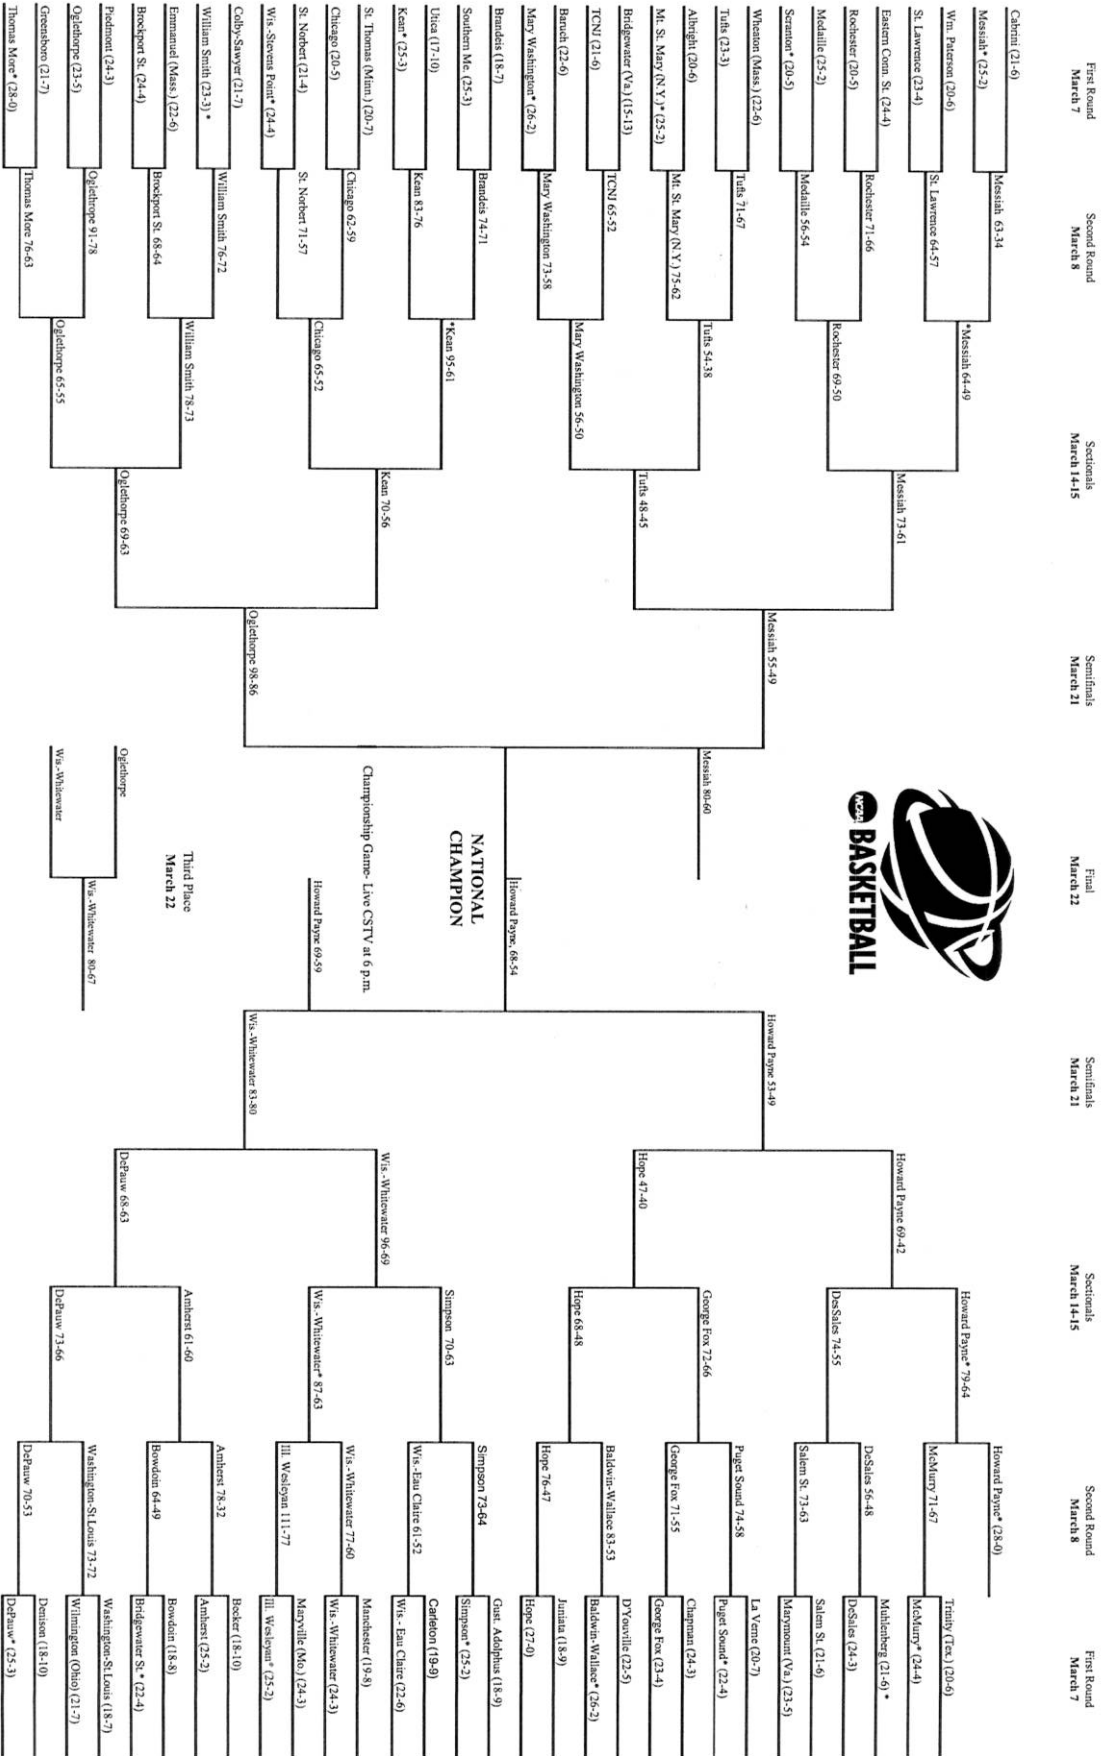 First Round
March 7
Second Round
March 8
Sectionals
March 14-15
Semifinals
March 21
Final
March 22
Semifinals
March 21
Sectionals
March 14-15
Second Round
March 8
First Round
March 7
Cabrini (21-6)
Messiah* (25-2)
Wm. Paterson (20-6)
St. Lawrence (23-4)
Eastern Conn. St. (24-4)
Rochester (20-5)
Medaille (25-2)
Scranton* (20-5)
Wheaton (Mass.) (22-6)
Tufts (23-3)
Albright (20-6)
Mt. St. Mary (N.Y.)* (25-2)
Bridgewater (Va.) (15-13)
TCNJ (21-6)
Baruch (22-6)
Mary Washington* (26-2)
Brandeis (18-7)
Southern Me. (25-3)
Utica (17-10)
Kean* (25-3)
St. Thomas (Minn.) (20-7)
Chicago (20-5)
St. Norbert (21-4)
Wis.-Stevens Point* (24-4)
Colby-Sawyer (21-7)
William Smith (23-3) *
Emmanuel (Mass.) (22-6)
Brockport St. (24-4)
Piedmont (24-3)
Oglethorpe (23-5)
Greensboro (21-7)
Thomas More* (28-0)
Messiah 63-34
St. Lawrence 64-57
Rochester 71-66
Medaille 56-54
Tufts 71-67
Mt. St. Mary (N.Y.) 75-62
TCNJ 65-52
Mary Washington 73-58
Brandeis 74-71
Kean 83-76
Chicago 62-59
St. Norbert 71-57
William Smith 76-72
Brockport St. 68-64
Oglethrope 91-78
Thomas More 76-63
*Messiah 64-49
Rochester 69-50
Tufts 54-38
Mary Washington 56-50
*Kean 95-61
Chicago 65-52
William Smith 78-73
Oglethorpe 65-55
Messiah 73-61
Tufts 48-45
Kean 70-56
Oglethorpe 69-63
Messiah 55-49
Oglethorpe 98-86
NCAA
BASKETBALL
Messiah 80-60
Howard Payne, 68-54
NATIONAL
CHAMPION
Championship Game- Live CSTV at 6 p.m.
Howard Payne 69-59
Third Place
March 22
Oglethorpe
Wis.-Whitewater
Wis.-Whitewater 80-67
Howard Payne 53-49
Wis.-Whitewater 83-80
Howard Payne 69-42
Hope 47-40
Wis.-Whitewater 96-69
DePauw 68-63
Howard Payne* 79-64
DesSales 74-55
George Fox 72-66
Hope 68-48
Simpson 70-63
Wis.-Whitewater* 87-63
Amherst 61-60
DePauw 73-66
Howard Payne* (28-0)
McMurry 71-67
DeSales 56-48
Salem St. 73-63
Puget Sound 74-58
George Fox 71-55
Baldwin-Wallace 83-53
Hope 76-47
Simpson 73-64
Wis.-Eau Claire 61-52
Wis.-Whitewater 77-60
Ill. Wesleyan 111-77
Amherst 78-32
Bowdoin 64-49
Washington-St.Louis 73-72
DePauw 70-53
Trinity (Tex.) (20-6)
McMurry* (24-4)
Muhlenberg (21-6) *
DeSales (24-3)
Salem St. (21-6)
Marymount (Va.) (23-5)
La Verne (20-7)
Puget Sound* (22-4)
Chapman (24-3)
George Fox (23-4)
D'Youville (22-5)
Baldwin-Wallace* (26-2)
Juniata (18-9)
Hope (27-0)
Gust. Adolphus (18-9)
Simpson* (25-2)
Carleton (19-9)
Wis.- Eau Claire (22-6)
Manchester (19-8)
Wis.-Whitewater (24-3)
Maryville (Mo.) (24-3)
Ill. Wesleyan* (25-2)
Becker (18-10)
Amherst (25-2)
Bowdoin (18-8)
Bridgewater St.* (22-4)
Washington-St.Louis (18-7)
Wilmington (Ohio) (21-7)
Denison (18-10)
DePauw* (25-3)